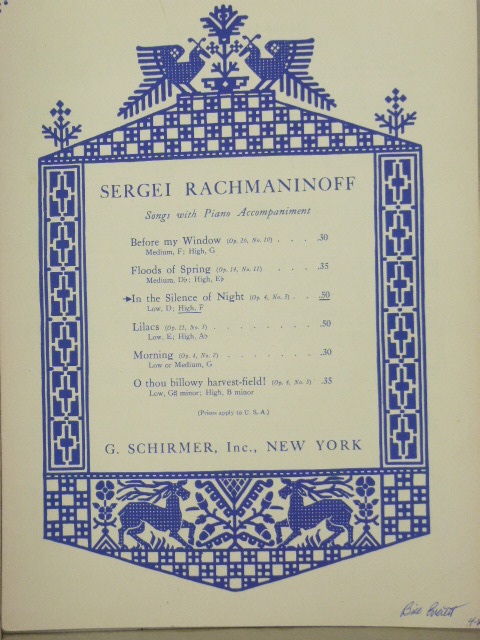 SERGEI RACHMANINOFF
Songs with Piano Accompaniment
Before my Window (Op. 26, No. 10) . . . .30
Medium, F; High, G
Floods of Spring (Op. 14, No. 11) . . . .35
Medium, D♭; High, E♭
In the Silence of Night (Op. 4, No. 3) . . .50
Low, D; High, F
Lilacs (Op. 21, No. 5) . . . . . . . . .50
Low, E; High, A♭
Morning (Op. 4, No. 2) . . . . . . . .30
Low or Medium, G
O thou billowy harvest-field! (Op. 4, No. 5) .35
Low, G♯ minor; High, B minor
(Prices apply to U. S. A.)
G. SCHIRMER, Inc., NEW YORK